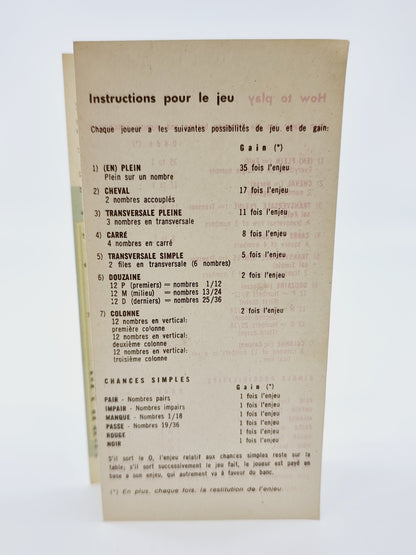 Instructions pour le jeu
How to play
Chaque joueur a les suivantes possibilités de jeu et de gain:
Gain (*)
1) (EN) PLEIN 35 fois l'enjeu
Plein sur un nombre
2) CHEVAL 17 fois l'enjeu
2 nombres accouplés
3) TRANSVERSALE PLEINE 11 fois l'enjeu
3 nombres en transversale
4) CARRÉ 8 fois l'enjeu
4 nombres en carré
5) TRANSVERSALE SIMPLE 5 fois l'enjeu
2 files en transversale (6 nombres)
6) DOUZAINE 2 fois l'enjeu
12 P (premiers) = nombres 1/12
12 M (milieu) = nombres 13/24
12 D (derniers) = nombres 25/36
7) COLONNE 2 fois l'enjeu
12 nombres en vertical:
première colonne
12 nombres en vertical:
deuxième colonne
12 nombres en vertical:
troisième colonne
CHANCES SIMPLES Gain (*)
PAIR - Nombres pairs 1 fois l'enjeu
IMPAIR - Nombres impairs 1 fois l'enjeu
MANQUE - Nombres 1/18 1 fois l'enjeu
PASSE - Nombres 19/36 1 fois l'enjeu
ROUGE 1 fois l'enjeu
NOIR 1 fois l'enjeu
S'il sort le 0, l'enjeu relatif aux chances simples reste sur le
table; s'il sort successivement le jeu fait, le joueur est payé en
base a son enjeu, qui autrement va à faveur du banc.
(*) En plus, chaque fois, la restitution de l'enjeu.